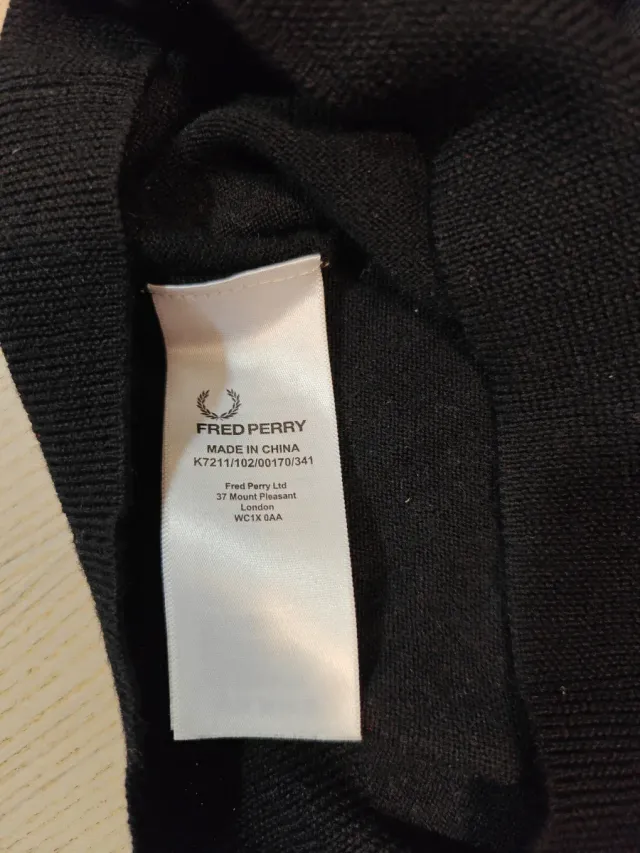 FRED PERRY
MADE IN CHINA
K7211/102/00170/341
Fred Perry Ltd
37 Mount Pleasant
London
WC1X 0AA